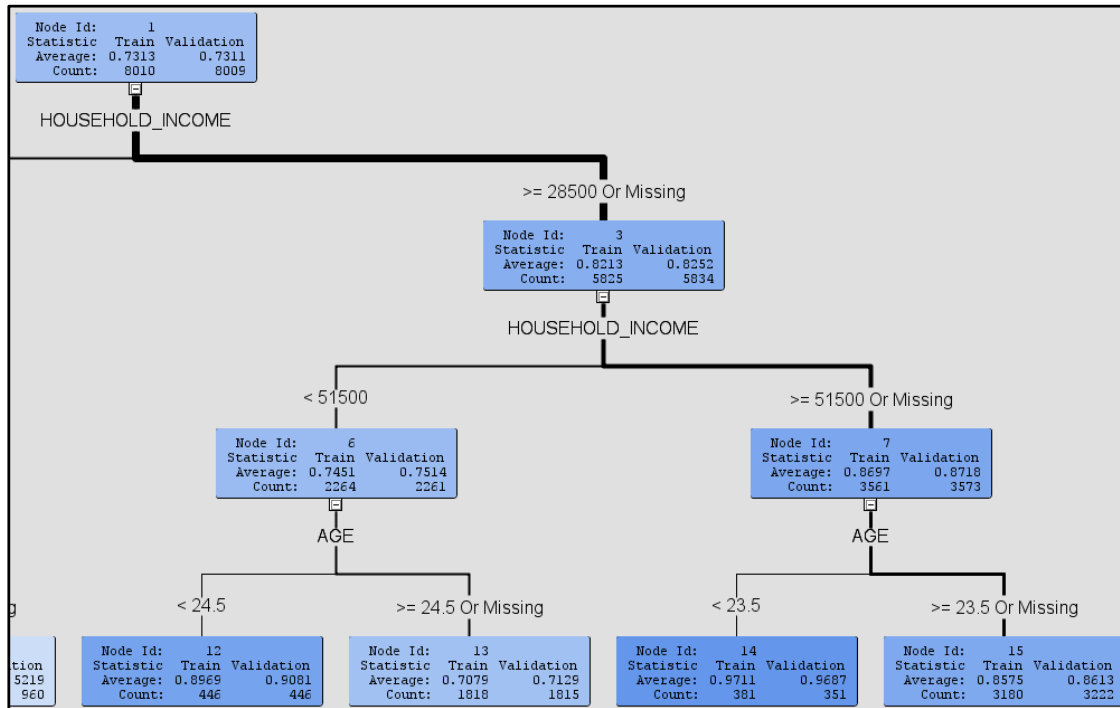 Node Id: 1
Statistic Train Validation
Average: 0.7313 0.7311
Count: 8010 8009
HOUSEHOLD_INCOME
>= 28500 Or Missing
Node Id: 3
Statistic Train Validation
Average: 0.8213 0.8252
Count: 5825 5834
HOUSEHOLD_INCOME
< 51500
>= 51500 Or Missing
Node Id: 6
Statistic Train Validation
Average: 0.7451 0.7514
Count: 2264 2261
Node Id: 7
Statistic Train Validation
Average: 0.8697 0.8718
Count: 3561 3573
AGE
AGE
g
< 24.5
>= 24.5 Or Missing
< 23.5
>= 23.5 Or Missing
ation
5219
960
Node Id: 12
Statistic Train Validation
Average: 0.8969 0.9081
Count: 446 446
Node Id: 13
Statistic Train Validation
Average: 0.7079 0.7129
Count: 1818 1815
Node Id: 14
Statistic Train Validation
Average: 0.9711 0.9687
Count: 381 351
Node Id: 15
Statistic Train Validation
Average: 0.8575 0.8613
Count: 3180 3222